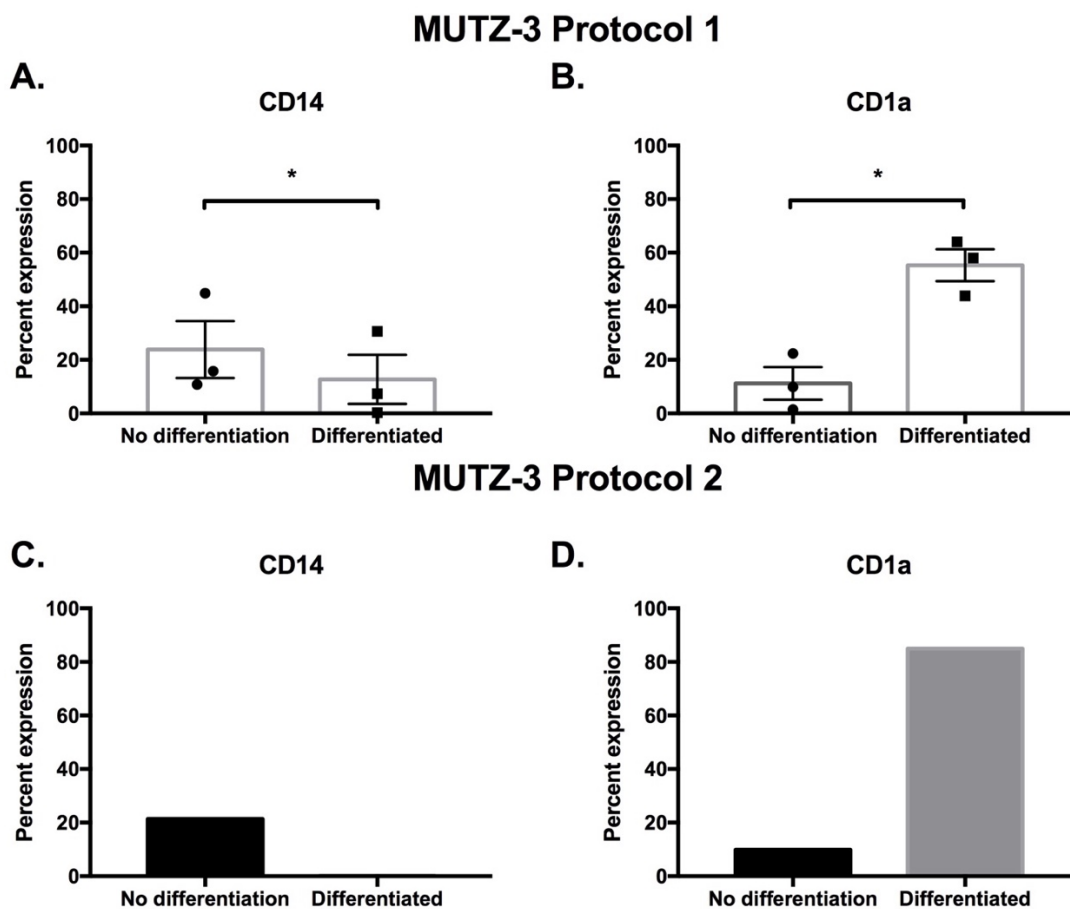 MUTZ-3 Protocol 1
A.
CD14
Percent expression
100
80
60
40
20
0
*
No differentiation
Differentiated
B.
CD1a
Percent expression
100
80
60
40
20
0
*
No differentiation
Differentiated
MUTZ-3 Protocol 2
C.
CD14
Percent expression
100
80
60
40
20
0
No differentiation
Differentiated
D.
CD1a
Percent expression
100
80
60
40
20
0
No differentiation
Differentiated